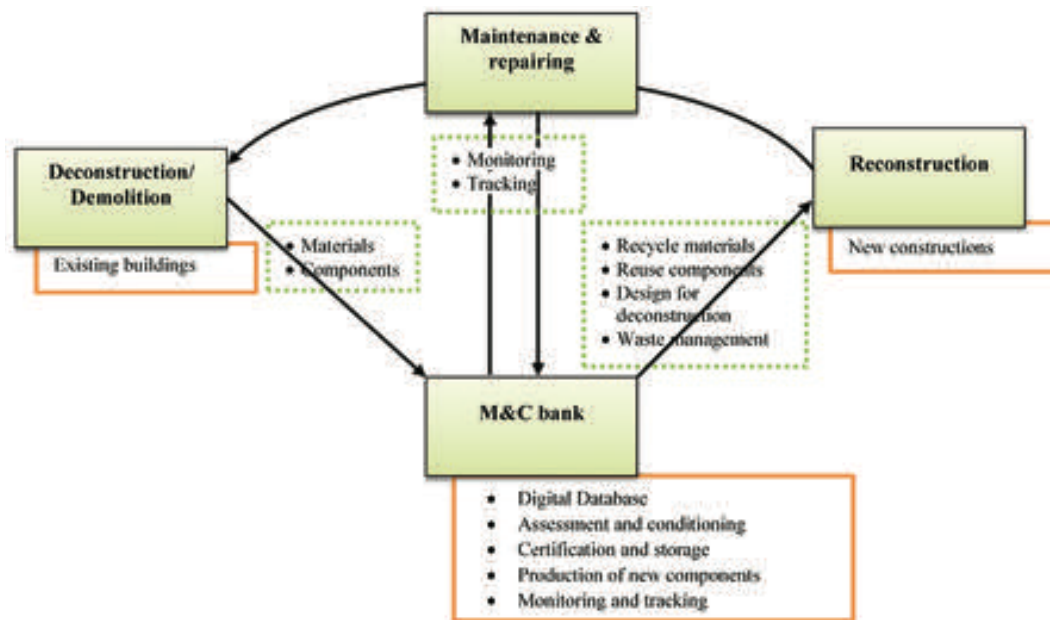 Maintenance &
repairing
Deconstruction/
Demolition
Existing buildings
• Materials
• Components
• Monitoring
• Tracking
• Recycle materials
• Reuse components
• Design for
deconstruction
• Waste management
Reconstruction
New constructions
M&C bank
• Digital Database
• Assessment and conditioning
• Certification and storage
• Production of new components
• Monitoring and tracking